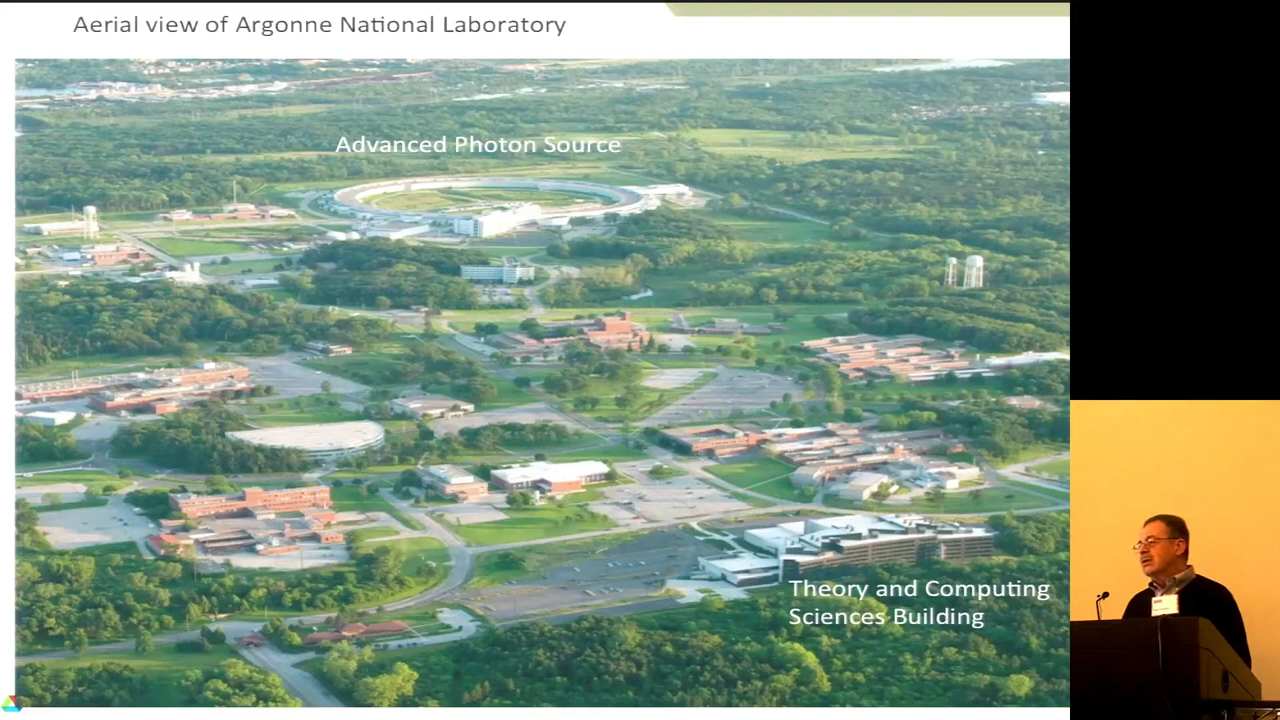 Aerial view of Argonne National Laboratory
Advanced Photon Source
Theory and Computing
Sciences Building